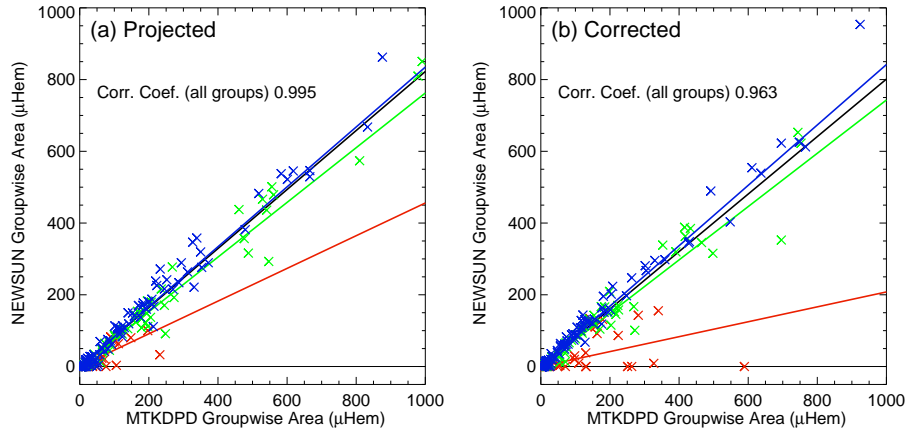 (a) Projected
Corr. Coef. (all groups) 0.995
NEWSUN Groupwise Area (μHem)
1000
800
600
400
200
0
0 200 400 600 800 1000
MTKDPD Groupwise Area (μHem)
(b) Corrected
Corr. Coef. (all groups) 0.963
NEWSUN Groupwise Area (μHem)
1000
800
600
400
200
0
0 200 400 600 800 1000
MTKDPD Groupwise Area (μHem)